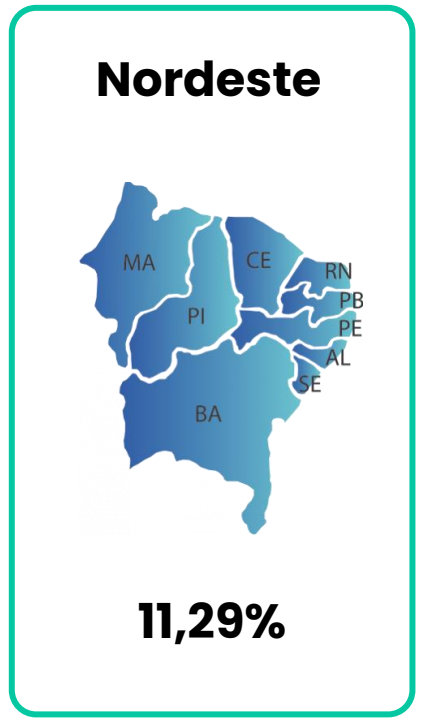 Nordeste
MA
CE
RN
PB
PI
PE
AL
SE
BA
11,29%